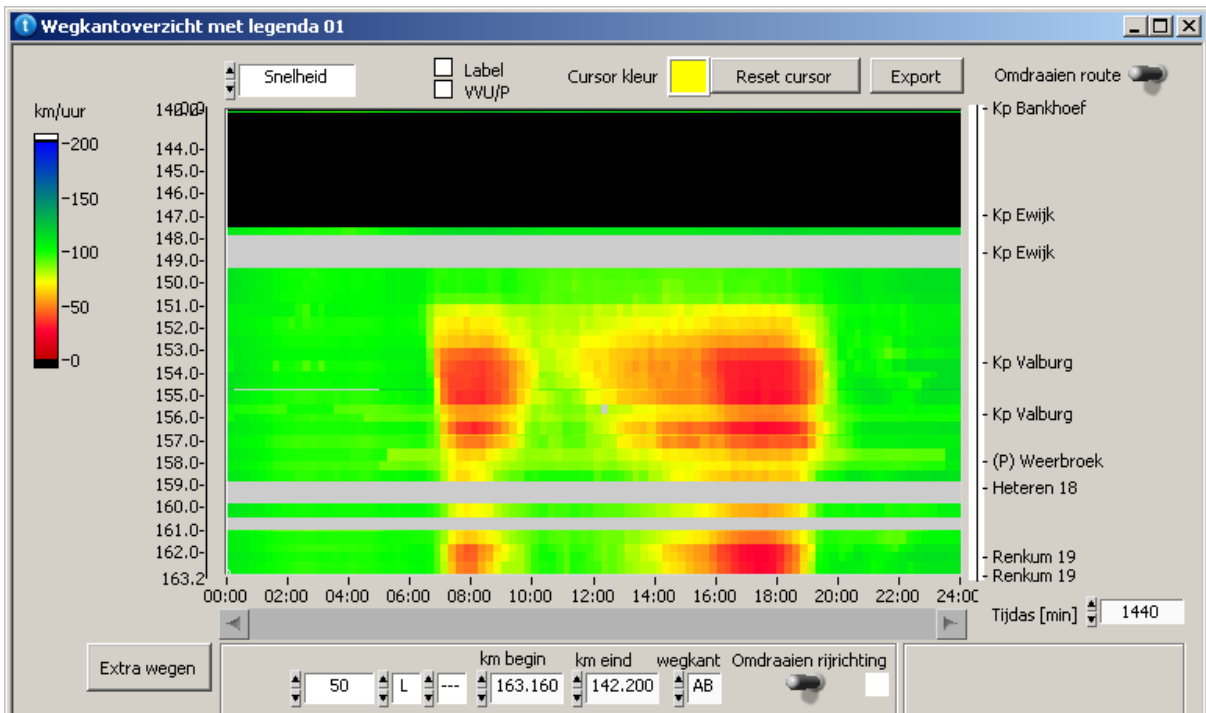 Wegkantoverzicht met legenda 01
Snelheid
Label
VVU/P
Cursor kleur
Reset cursor
Export
Omdraaien route
km/uur
200
150
100
50
0
144.0
145.0
146.0
147.0
148.0
149.0
150.0
151.0
152.0
153.0
154.0
155.0
156.0
157.0
158.0
159.0
160.0
161.0
162.0
163.2
Kp Bankhoef
Kp Ewijk
Kp Ewijk
Kp Valburg
Kp Valburg
(P) Weerbroek
Heteren 18
Renkum 19
Renkum 19
00:00 02:00 04:00 06:00 08:00 10:00 12:00 14:00 16:00 18:00 20:00 22:00 24:00
Tijdas [min] 1440
Extra wegen
km begin km eind wegkant Omdraaien rijrichting
50 L --- 163.160 142.200 AB